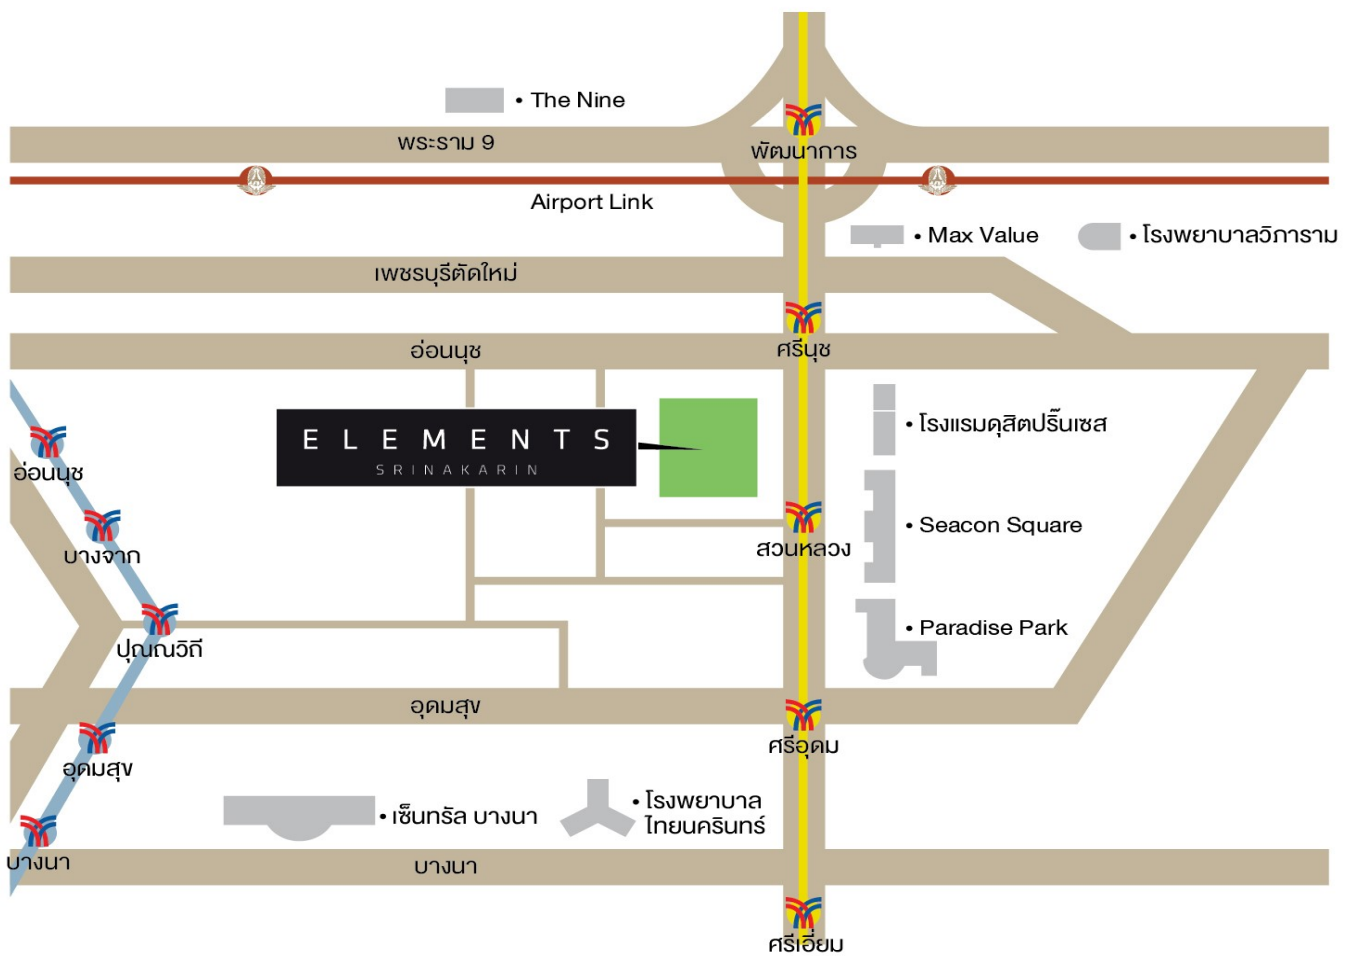 • The Nine
พระราม 9
พัฒนาการ
Airport Link
• Max Value
• โรงพยาบาลวิภาราม
เพชรบุรีตัดใหม่
อ่อนนุช
ศรีนุช
ELEMENTS
SRINAKARIN
• โรงแรมดุสิตปริ๊นเซส
อ่อนนุช
• Seacon Square
บางจาก
สวนหลวง
• Paradise Park
ปุณณวิถี
อุดมสุข
ศรีอุดม
อุดมสุข
• เซ็นทรัล บางนา
• โรงพยาบาล
ไทยนครินทร์
บางนา
บางนา
ศรีเอี่ยม